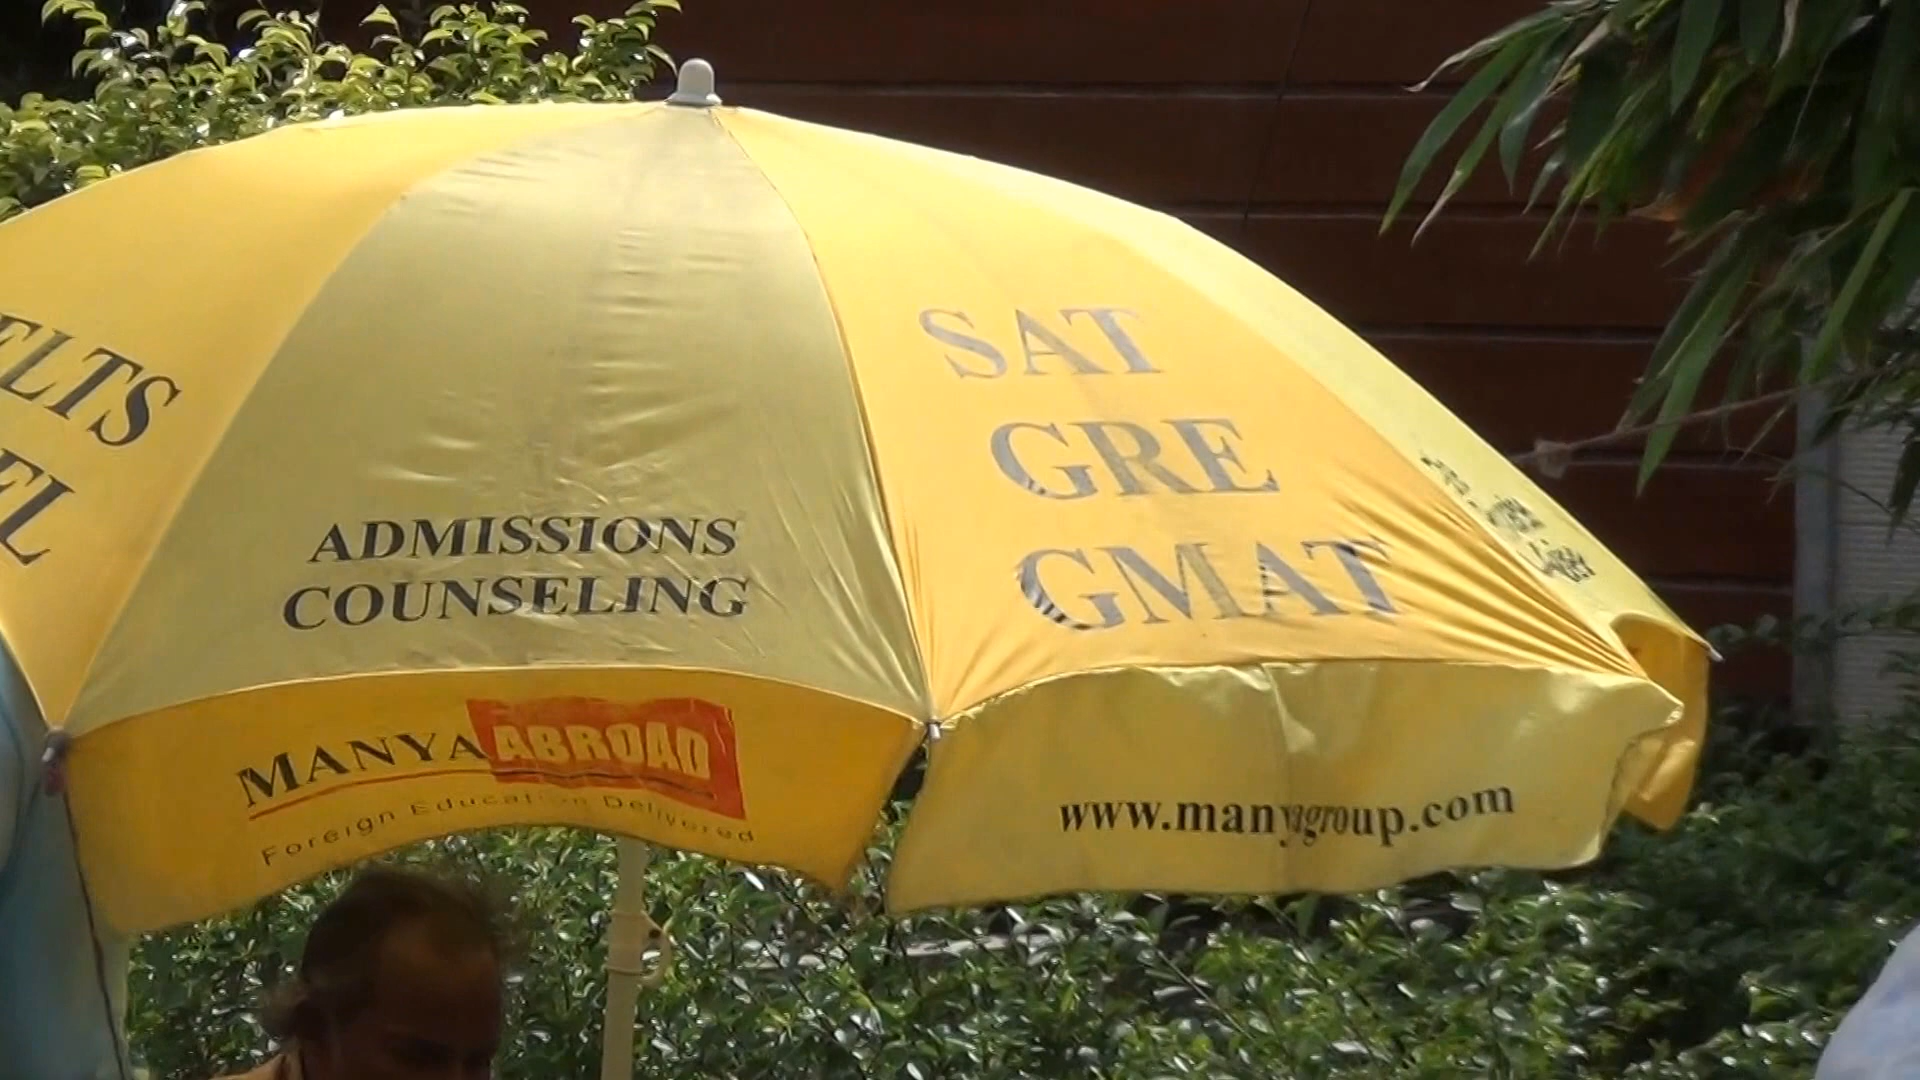 ELTS
EL
ADMISSIONS
COUNSELING
MANYA ABROAD
Foreign Education Delivered
SAT
GRE
GMAT
www.manyagroup.com